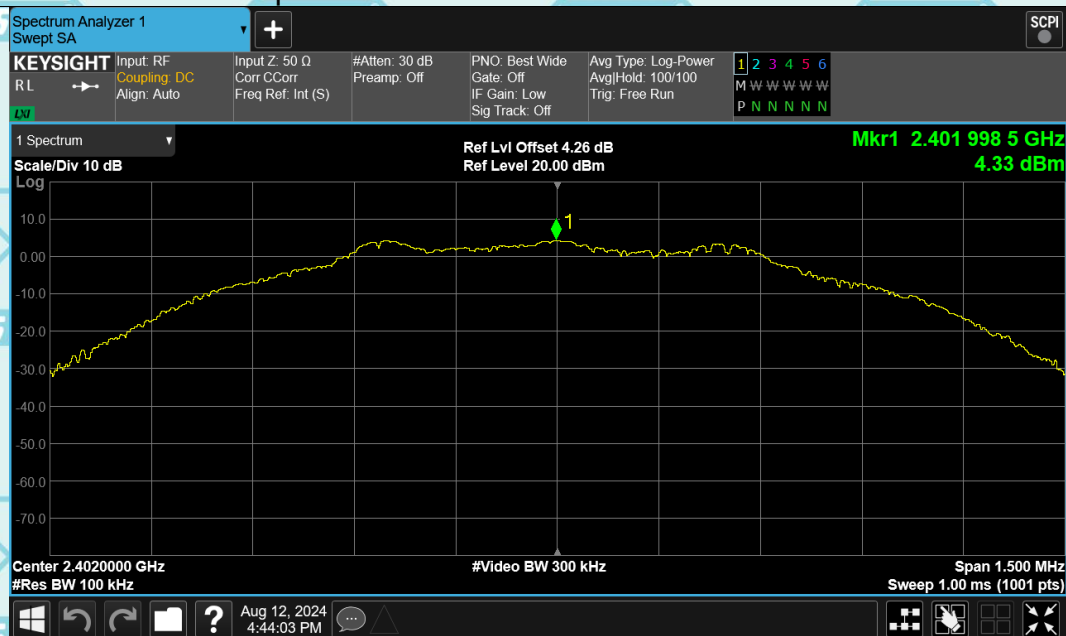 Spectrum Analyzer 1
Swept SA
+
SCPI
KEYSIGHT
R L
LXI
Input: RF
Coupling: DC
Align: Auto
Input Z: 50 Ω
Corr CCorr
Freq Ref: Int (S)
#Atten: 30 dB
Preamp: Off
PNO: Best Wide
Gate: Off
IF Gain: Low
Sig Track: Off
Avg Type: Log-Power
Avg|Hold: 100/100
Trig: Free Run
1 2 3 4 5 6
M W W W W W
P N N N N N
1 Spectrum
Scale/Div 10 dB
Log
Ref Lvl Offset 4.26 dB
Ref Level 20.00 dBm
Mkr1 2.401 998 5 GHz
4.33 dBm
1
10.0
0.00
-10.0
-20.0
-30.0
-40.0
-50.0
-60.0
-70.0
Center 2.4020000 GHz
#Res BW 100 kHz
#Video BW 300 kHz
Span 1.500 MHz
Sweep 1.00 ms (1001 pts)
?
Aug 12, 2024
4:44:03 PM